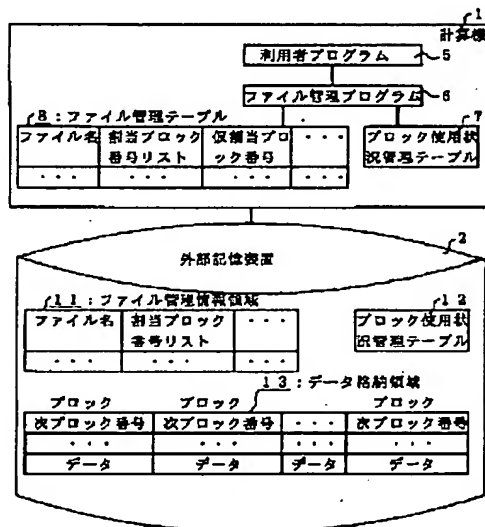 1
計算機
利用者プログラム 5
ファイル管理プログラム 6
8:ファイル管理テーブル
7
ファイル名 割当ブロック番号リスト 仮割当ブロック番号 ・・・
・・・ ・・・ ・・・
ブロック使用状況管理テーブル
2
外部記憶装置
11:ファイル管理情報領域
12
ファイル名 割当ブロック番号リスト ・・・
・・・ ・・・
ブロック使用状況管理テーブル
13:データ格納領域
ブロック ブロック ブロック
次ブロック番号 次ブロック番号 ・・・ 次ブロック番号
・・・ ・・・ ・・・ ・・・
データ データ データ データ